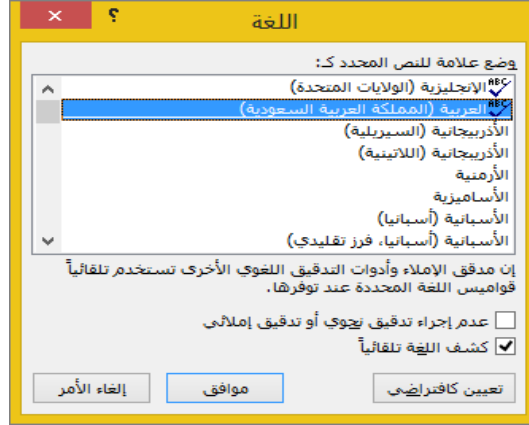 اللغة
؟
وضع علامة للنص المحدد كـ:
الإنجليزية (الولايات المتحدة)
العربية (المملكة العربية السعودية)
الأذربيجانية (السيريلية)
الأذربيجانية (اللاتينية)
الأرمنية
الأساميزية
الأسبانية (أسبانيا)
الأسبانية (أسبانيا، فرز تقليدي)
إن مدقق الإملاء وأدوات التدقيق اللغوي الأخرى تستخدم تلقائياً
قواميس اللغة المحددة عند توفرها.
عدم إجراء تدقيق نحوي أو تدقيق إملائي
كشف اللغة تلقائياً
تعيين كافتراضي موافق إلغاء الأمر